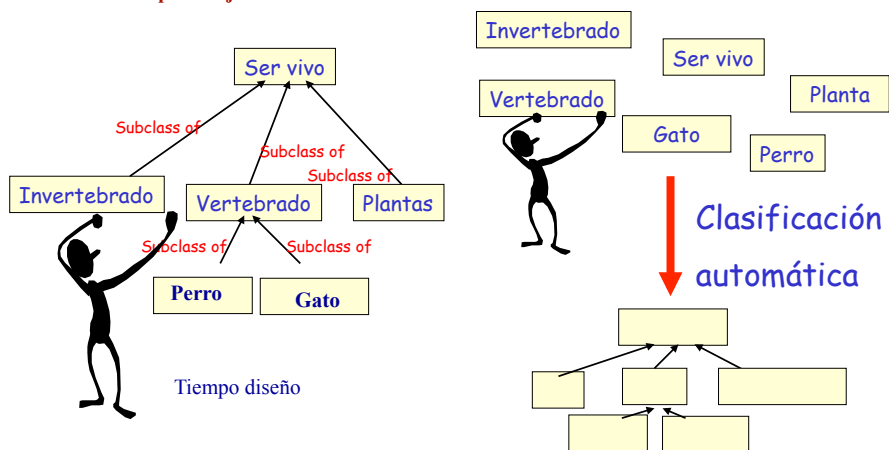 Ser vivo
Subclass of
Subclass of
Subclass of
Invertebrado
Vertebrado
Plantas
Subclass of
Subclass of
Perro
Gato
Tiempo diseño
Invertebrado
Ser vivo
Vertebrado
Planta
Gato
Perro
Clasificación
automática